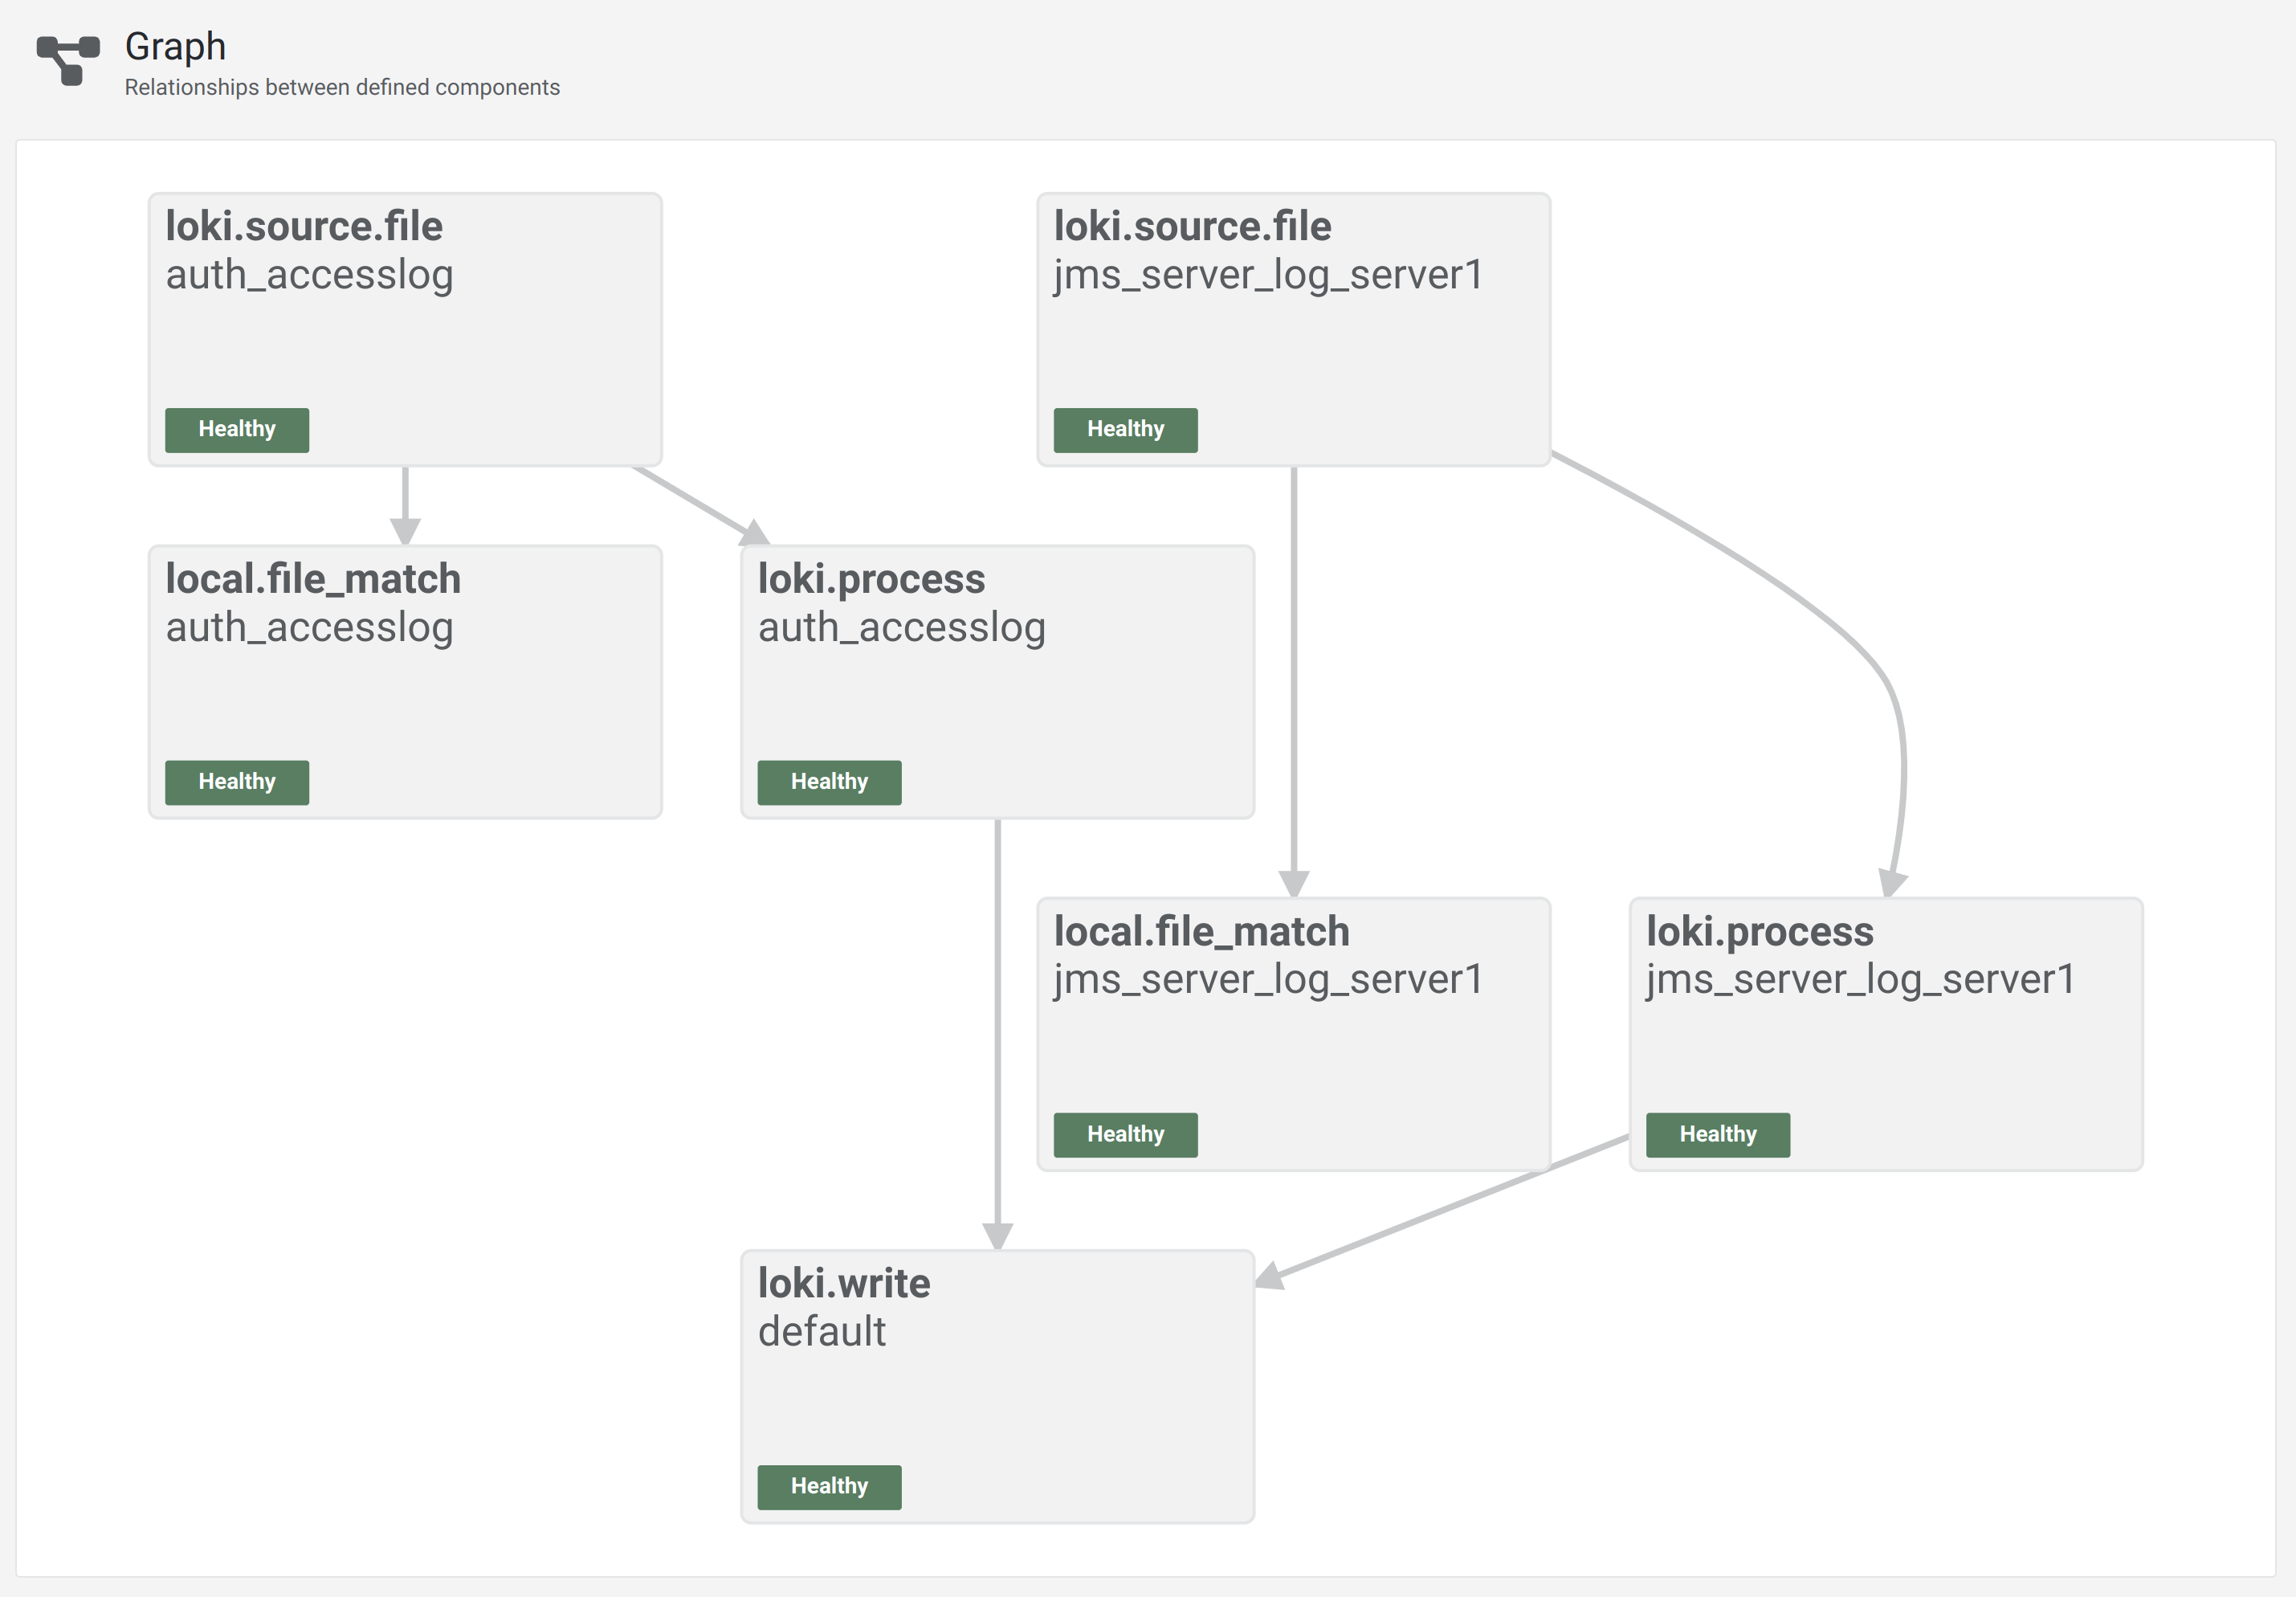 Graph
Relationships between defined components
loki.source.file
auth_accesslog
Healthy
loki.source.file
jms_server_log_server1
Healthy
local.file_match
auth_accesslog
Healthy
loki.process
auth_accesslog
Healthy
local.file_match
jms_server_log_server1
Healthy
loki.process
jms_server_log_server1
Healthy
loki.write
default
Healthy